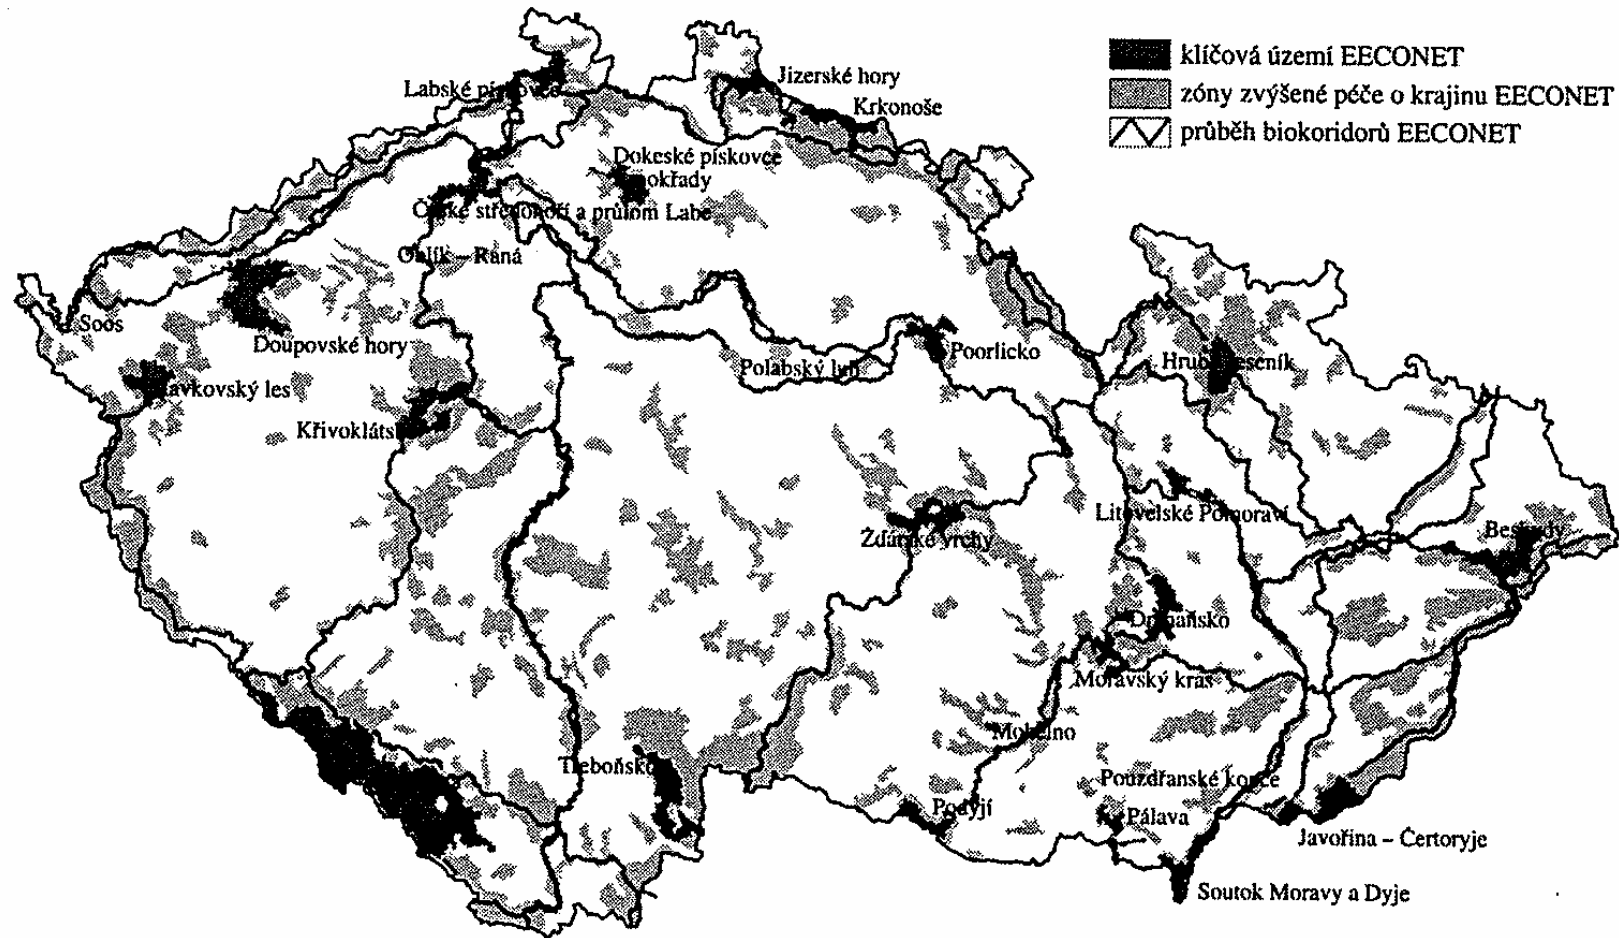 klíčová území EECONET
zóny zvýšené péče o krajinu EECONET
průběh biokoridorů EECONET
Jizerské hory
Labské pískovce
Krkonoše
Dokeské pískovce
a mokřady
České středohoří a průlom Labe
Oblík – Raná
Soos
Doupovské hory
Poorlicko
Polabský luh
Hrubý Jeseník
Slavkovský les
Křivoklátsko
Litovelské Pomoraví
Beskydy
Žďárské vrchy
Drahaňsko
Moravský kras
Mohelno
Třeboňsko
Pouzdřanské kopce
Podyjí
Pálava
Javořina – Čertoryje
Soutok Moravy a Dyje